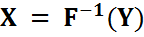 X = F⁻¹(Y)